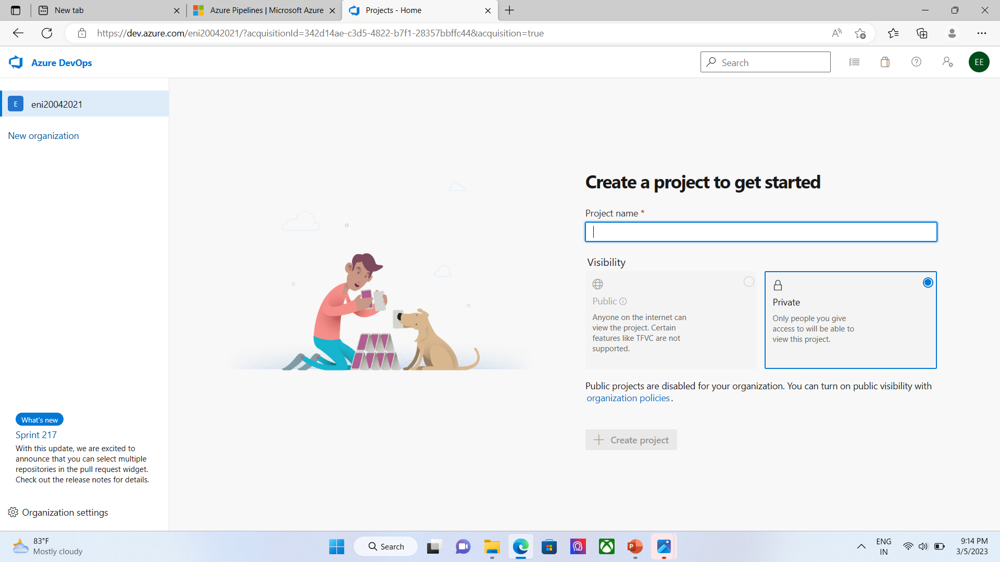 New tab
Azure Pipelines | Microsoft Azure
Projects - Home
https://dev.azure.com/eni20042021/?acquisitionId=342d14ae-c3d5-4822-b7f1-28357bbffc44&acquisition=true
Azure DevOps
Search
EE
E
eni20042021
New organization
Create a project to get started
Project name *
Visibility
Public
Anyone on the internet can
view the project. Certain
features like TFVC are not
supported.
Private
Only people you give
access to will be able to
view this project.
Public projects are disabled for your organization. You can turn on public visibility with
organization policies.
Create project
What's new
Sprint 217
With this update, we are excited to
announce that you can select multiple
repositories in the pull request widget.
Check out the release notes for details.
Organization settings
83°F
Mostly cloudy
Search
ENG
IN
9:14 PM
3/5/2023